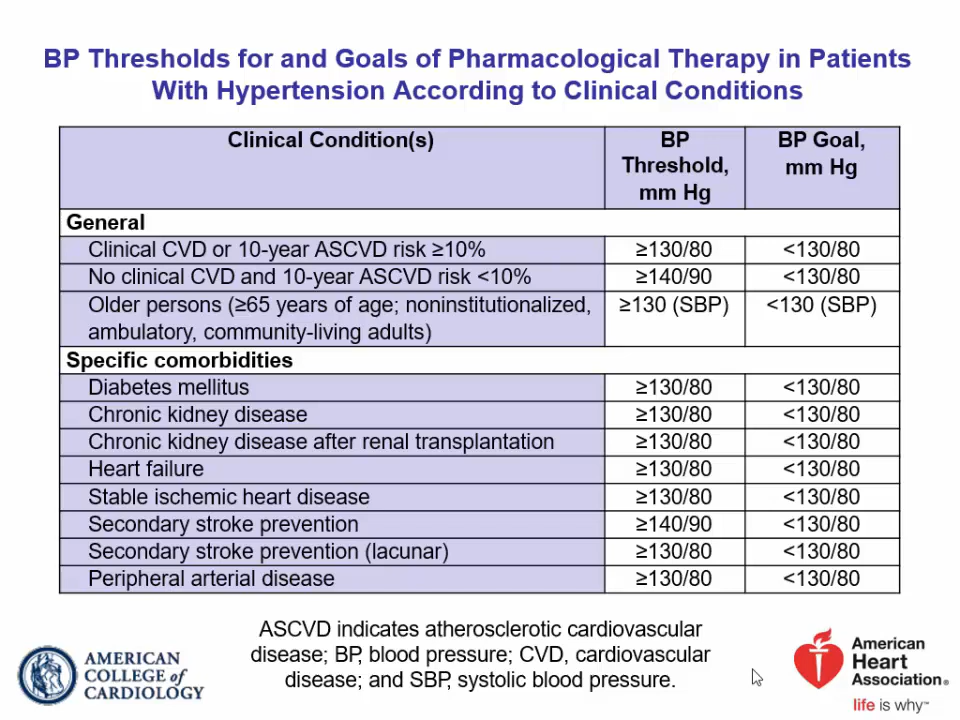 BP Thresholds for and Goals of Pharmacological Therapy in Patients
With Hypertension According to Clinical Conditions
Clinical Condition(s) BP Threshold, mm Hg BP Goal, mm Hg
General
Clinical CVD or 10-year ASCVD risk ≥10% ≥130/80 <130/80
No clinical CVD and 10-year ASCVD risk <10% ≥140/90 <130/80
Older persons (≥65 years of age; noninstitutionalized, ≥130 (SBP) <130 (SBP)
ambulatory, community-living adults)
Specific comorbidities
Diabetes mellitus ≥130/80 <130/80
Chronic kidney disease ≥130/80 <130/80
Chronic kidney disease after renal transplantation ≥130/80 <130/80
Heart failure ≥130/80 <130/80
Stable ischemic heart disease ≥130/80 <130/80
Secondary stroke prevention ≥140/90 <130/80
Secondary stroke prevention (lacunar) ≥130/80 <130/80
Peripheral arterial disease ≥130/80 <130/80
ASCVD indicates atherosclerotic cardiovascular
disease; BP, blood pressure; CVD, cardiovascular
disease; and SBP, systolic blood pressure.
AMERICAN
COLLEGE of
CARDIOLOGY
American
Heart
Association®
life is why™